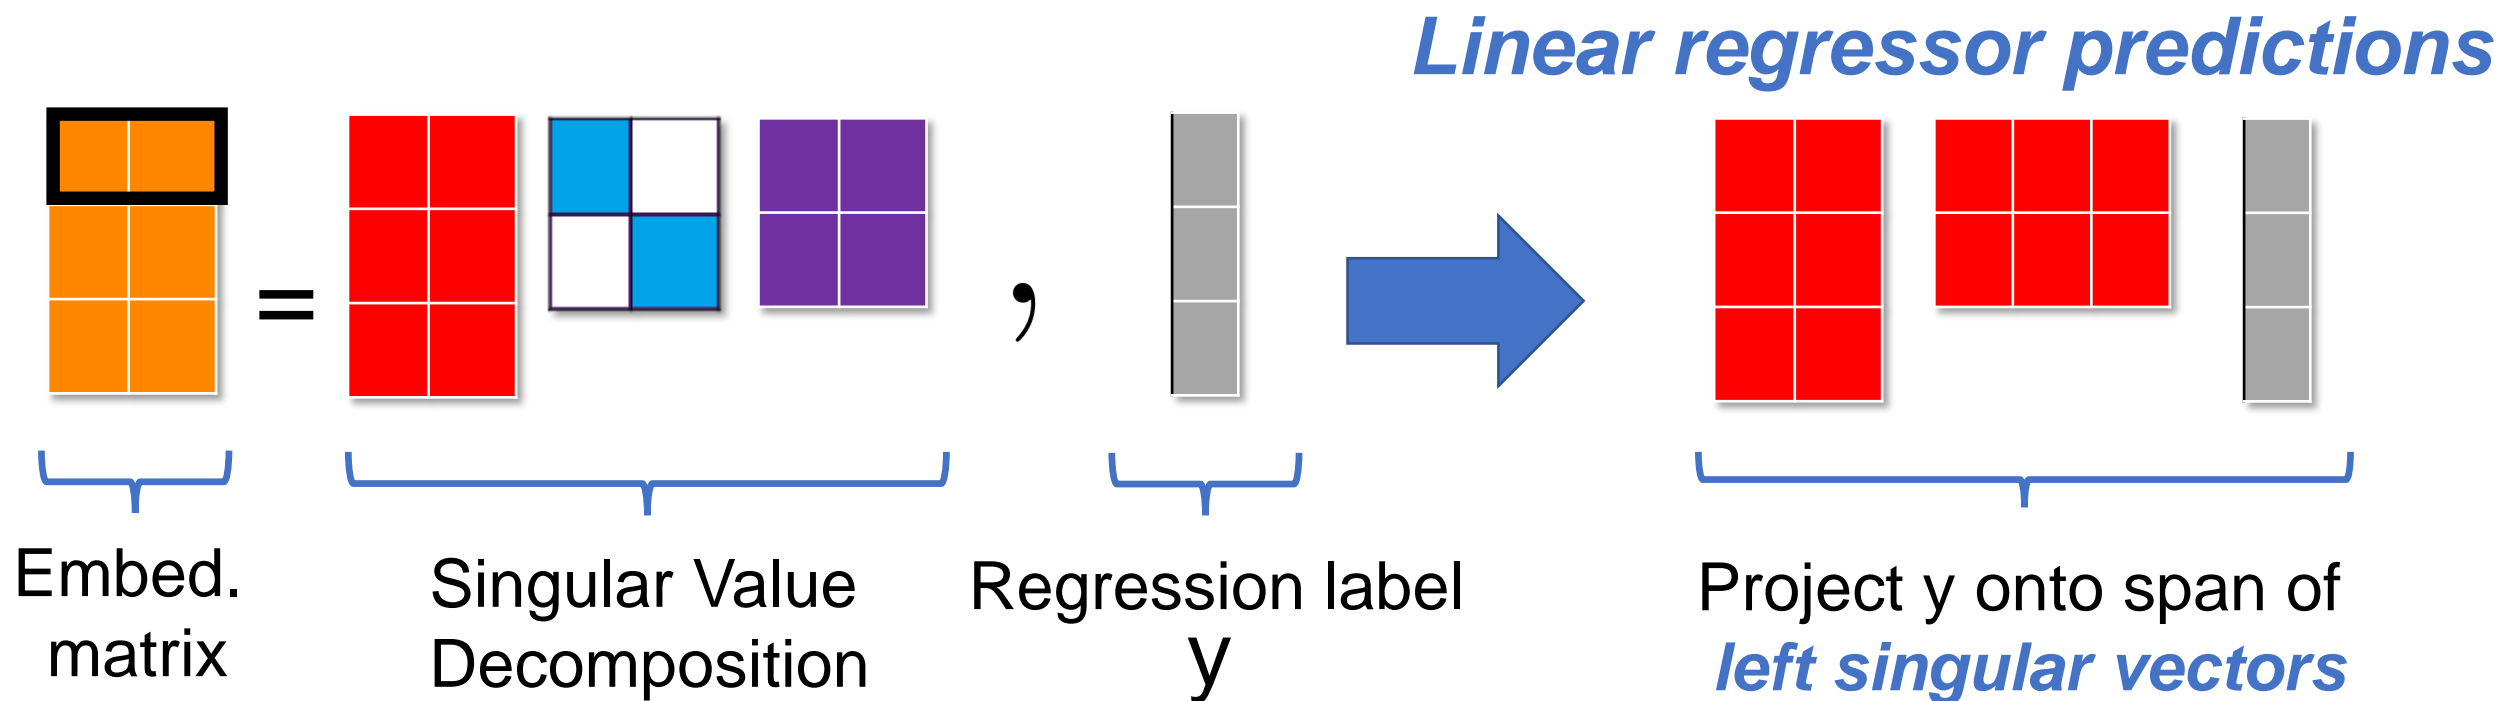 Linear regressor predictions
=
,
Embed.
matrix
Singular Value
Decomposition
Regression label
y
Project y onto span of
left singular vectors